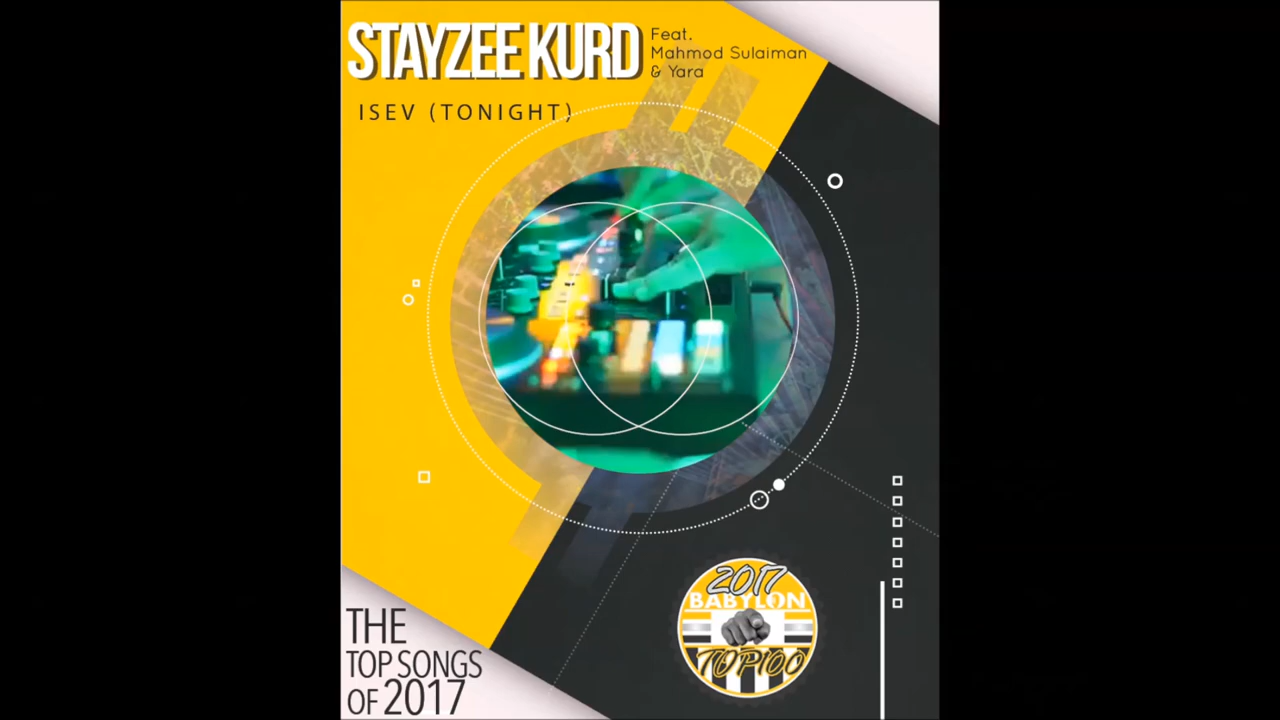 STAYZEE KURD
Feat.
Mahmod Sulaiman
& Yara
ISEV (TONIGHT)
2017
BABYLON
TOP100
THE
TOP SONGS
OF 2017